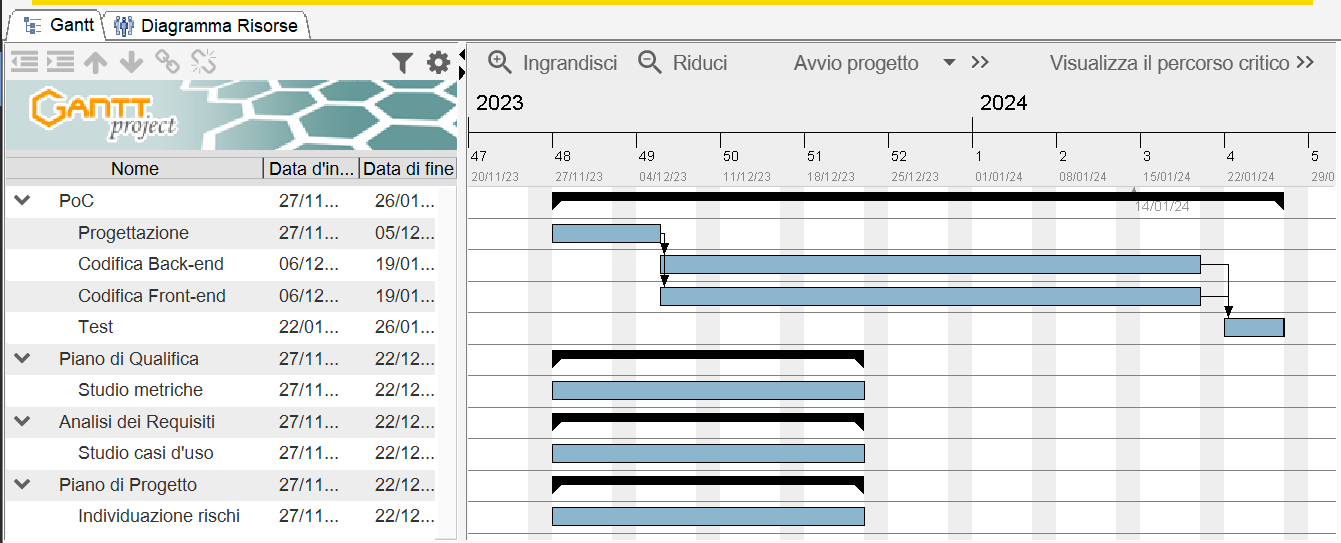 Gantt Diagramma Risorse
Ingrandisci Riduci Avvio progetto >> Visualizza il percorso critico >>
GANTT project
2023 2024
Nome Data d'in... Data di fine
47 48 49 50 51 52 1 2 3 4 5
20/11/23 27/11/23 04/12/23 11/12/23 18/12/23 25/12/23 01/01/24 08/01/24 15/01/24 22/01/24 29/0
PoC 27/11... 26/01...
14/01/24
Progettazione 27/11... 05/12...
Codifica Back-end 06/12... 19/01...
Codifica Front-end 06/12... 19/01...
Test 22/01... 26/01...
Piano di Qualifica 27/11... 22/12...
Studio metriche 27/11... 22/12...
Analisi dei Requisiti 27/11... 22/12...
Studio casi d'uso 27/11... 22/12...
Piano di Progetto 27/11... 22/12...
Individuazione rischi 27/11... 22/12...